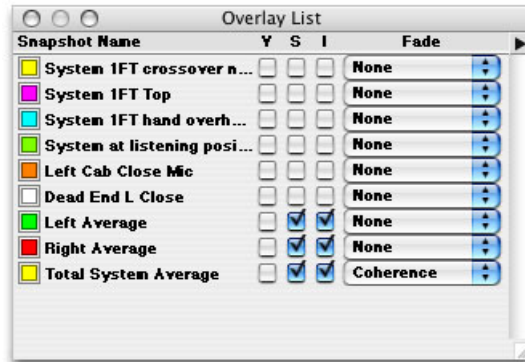 Overlay List
Snapshot Name Y S I Fade
System 1FT crossover n... None
System 1FT Top None
System 1FT hand overh... None
System at listening posi... None
Left Cab Close Mic None
Dead End L Close None
Left Average None
Right Average None
Total System Average Coherence